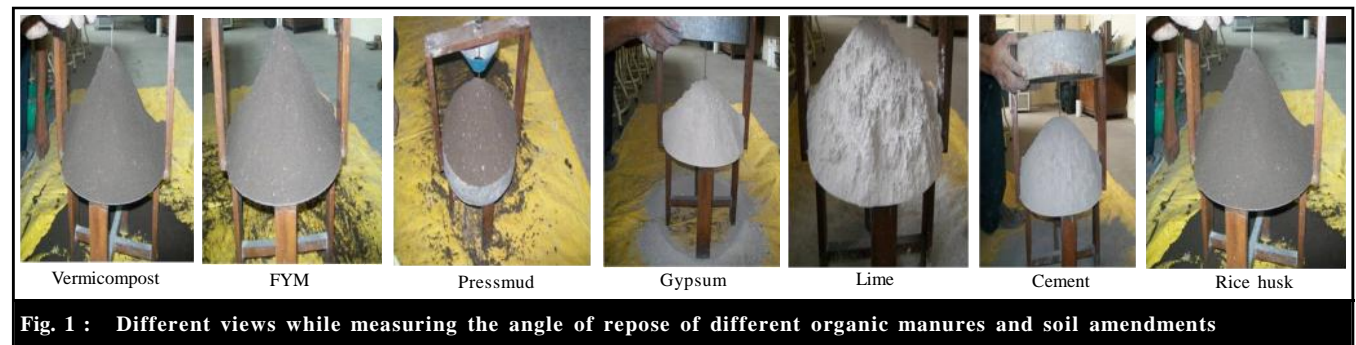 Vermicompost
FYM
Pressmud
Gypsum
Lime
Cement
Rice husk
Fig. 1 : Different views while measuring the angle of repose of different organic manures and soil amendments